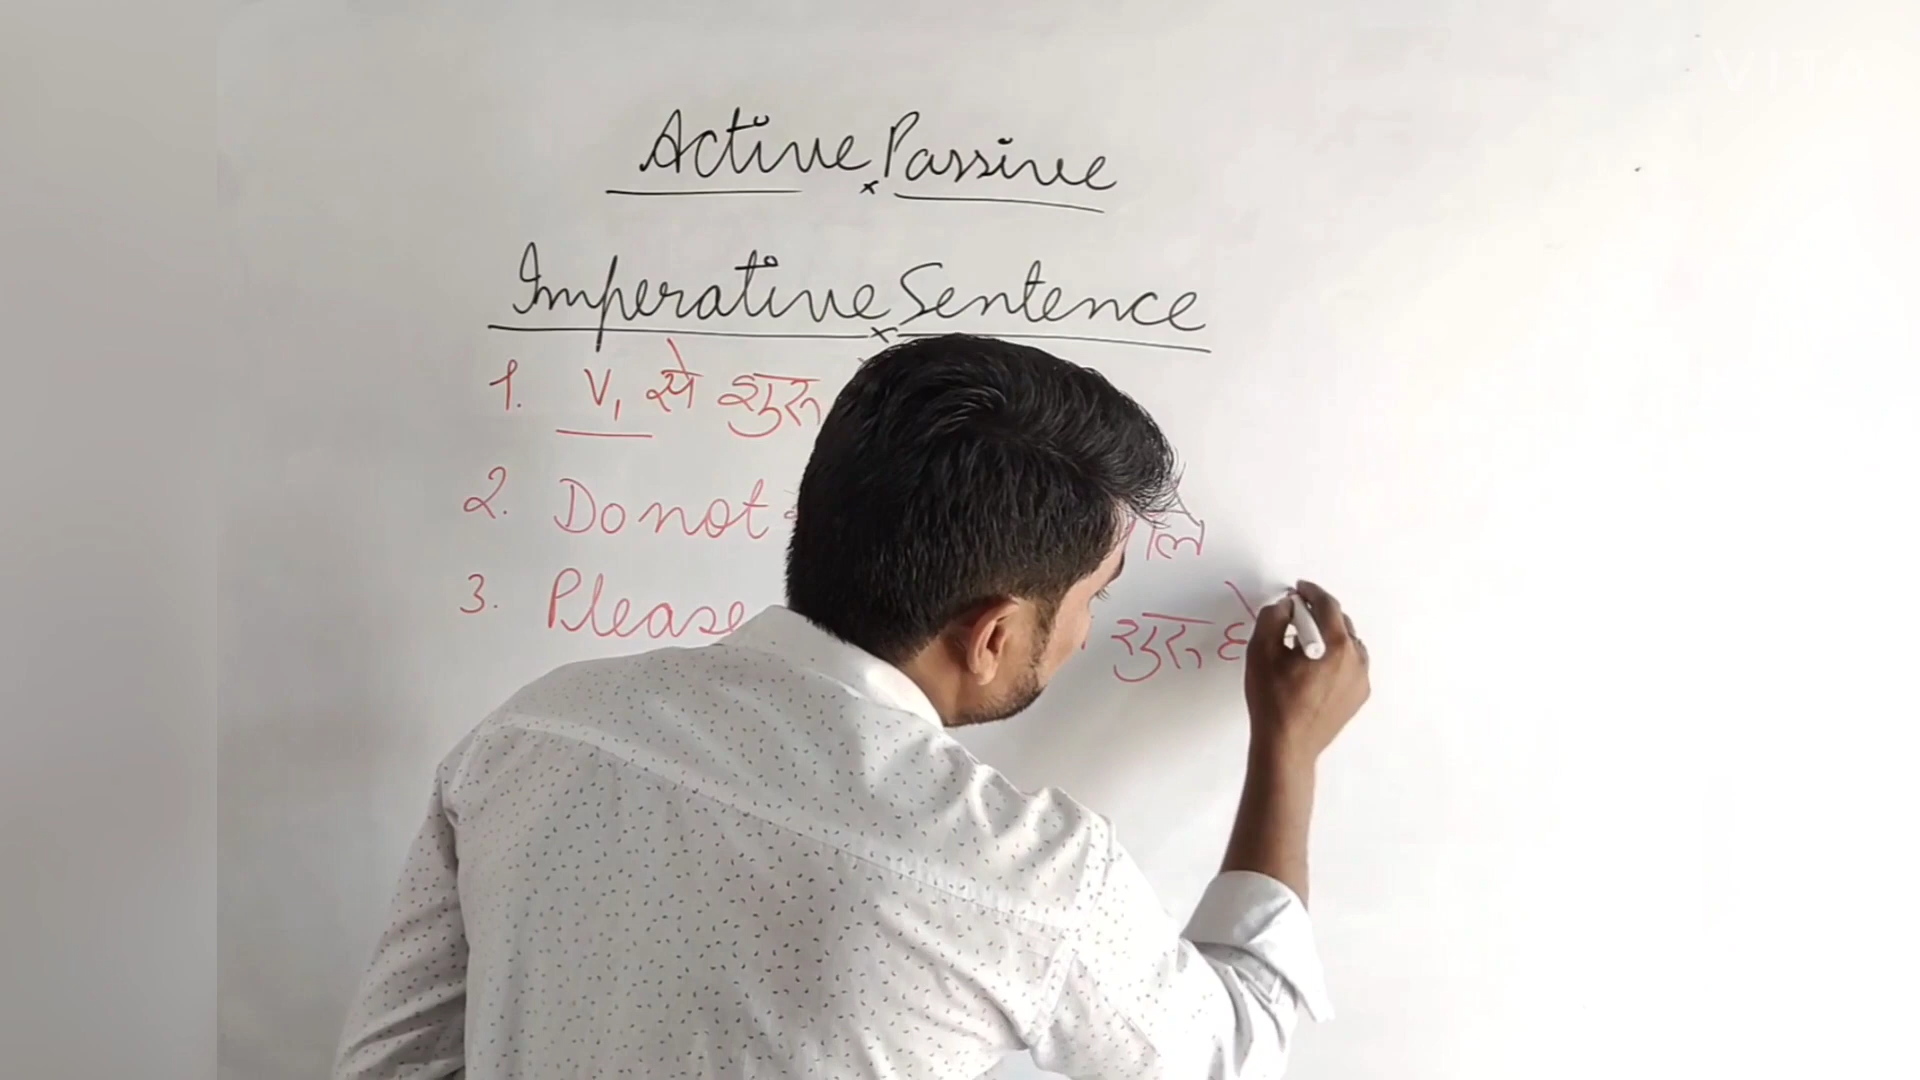 Active Passive
Imperative Sentence
1. V₁ से शुरू
2. Do not
3. Please शुरू